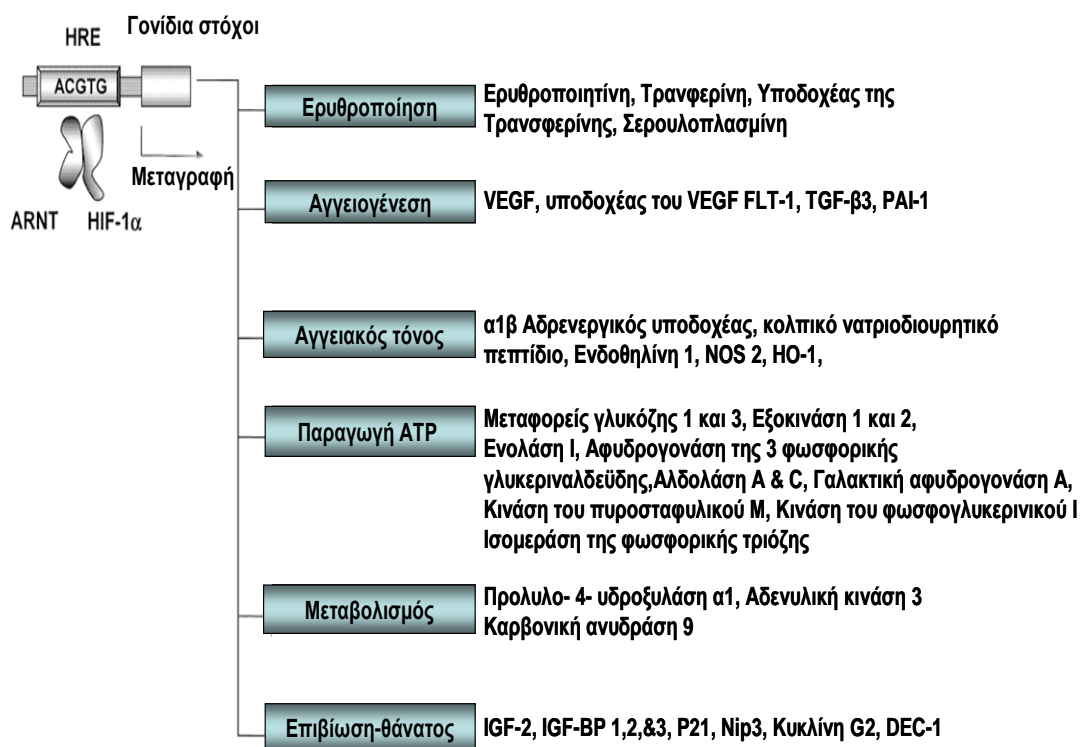 HRE
Γονίδια στόχοι
ACGTG
Μεταγραφή
ARNT
HIF-1α
Ερυθροποίηση
Ερυθροποιητίνη, Τρανφερίνη, Υποδοχέας της
Τρανσφερίνης, Σερουλοπλασμίνη
Αγγειογένεση
VEGF, υποδοχέας του VEGF FLT-1, TGF-β3, PAI-1
Αγγειακός τόνος
α1β Αδρενεργικός υποδοχέας, κολπικό νατριοδιουρητικό
πεπτίδιο, Ενδοθηλίνη 1, NOS 2, HO-1,
Παραγωγή ATP
Μεταφορείς γλυκόζης 1 και 3, Εξοκινάση 1 και 2,
Ενολάση Ι, Αφυδρογονάση της 3 φωσφορικής
γλυκεριναλδεϋδης,Αλδολάση Α & C, Γαλακτική αφυδρογονάση Α,
Κινάση του πυροσταφυλικού Μ, Κινάση του φωσφογλυκερινικού Ι
Ισομεράση της φωσφορικής τριόζης
Μεταβολισμός
Προλυλο- 4- υδροξυλάση α1, Αδενυλική κινάση 3
Καρβονική ανυδράση 9
Επιβίωση-θάνατος
IGF-2, IGF-BP 1,2,&3, P21, Nip3, Κυκλίνη G2, DEC-1